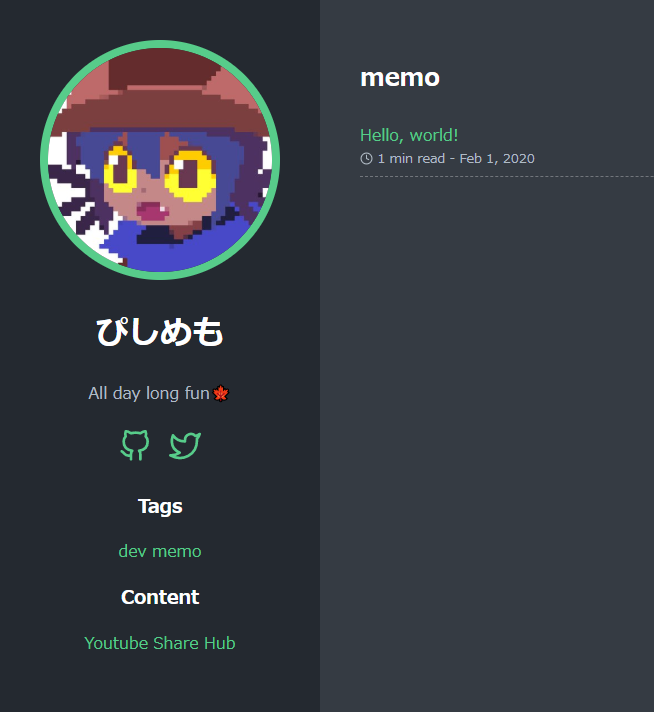 ぴしめも
All day long fun🍁
Tags
dev memo
Content
Youtube Share Hub
memo
Hello, world!
1 min read - Feb 1, 2020